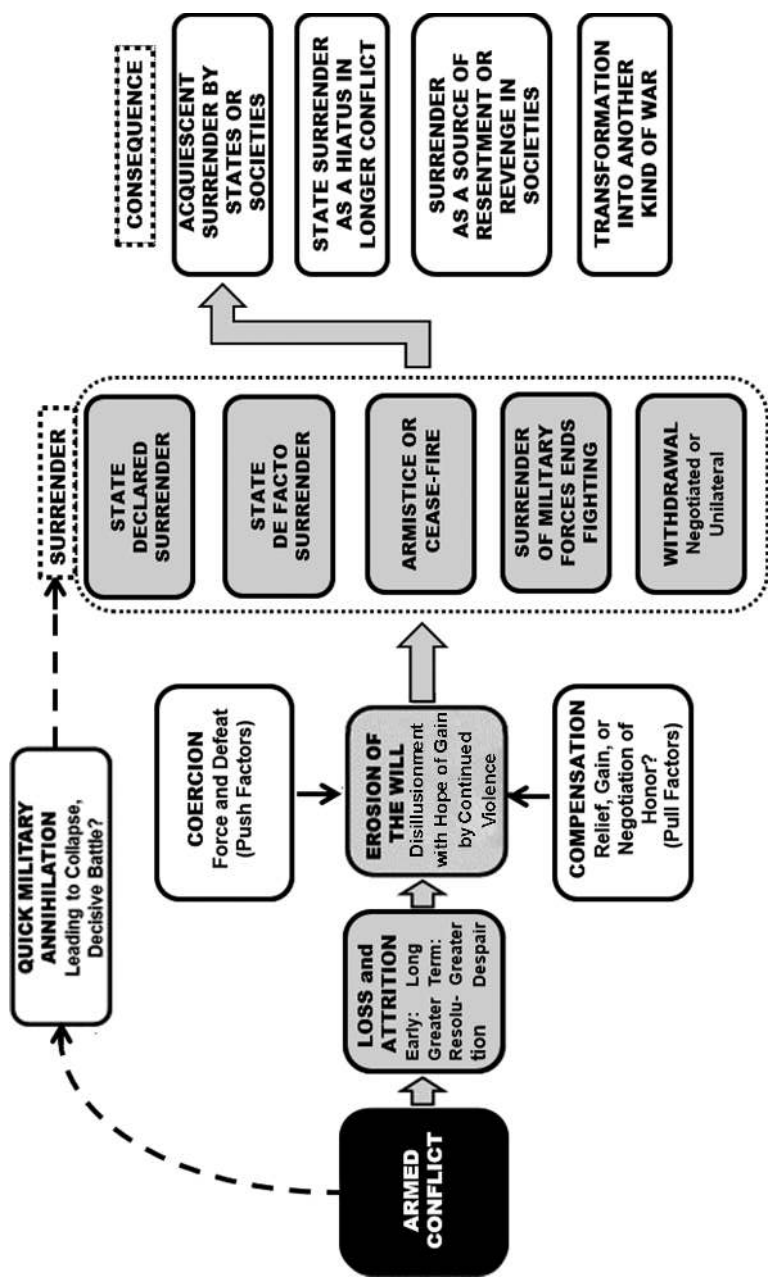 ARMED
CONFLICT
QUICK MILITARY
ANNIHILATION
Leading to Collapse,
Decisive Battle?
LOSS and
ATTRITION
Early: Long
Greater Term:
Resolu- Greater
tion Despair
COERCION
Force and Defeat
(Push Factors)
EROSION OF
THE WILL
Disillusionment
with Hope of Gain
by Continued
Violence
COMPENSATION
Relief, Gain, or
Negotiation of
Honor?
(Pull Factors)
SURRENDER
STATE
DECLARED
SURRENDER
STATE
DE FACTO
SURRENDER
ARMISTICE OR
CEASE-FIRE
SURRENDER
OF MILITARY
FORCES ENDS
FIGHTING
WITHDRAWAL
Negotiated or
Unilateral
CONSEQUENCE
ACQUIESCENT
SURRENDER BY
STATES OR
SOCIETIES
STATE SURRENDER
AS A HIATUS IN
LONGER CONFLICT
SURRENDER
AS A SOURCE OF
RESENTMENT OR
REVENGE IN
SOCIETIES
TRANSFORMATION
INTO ANOTHER
KIND OF WAR